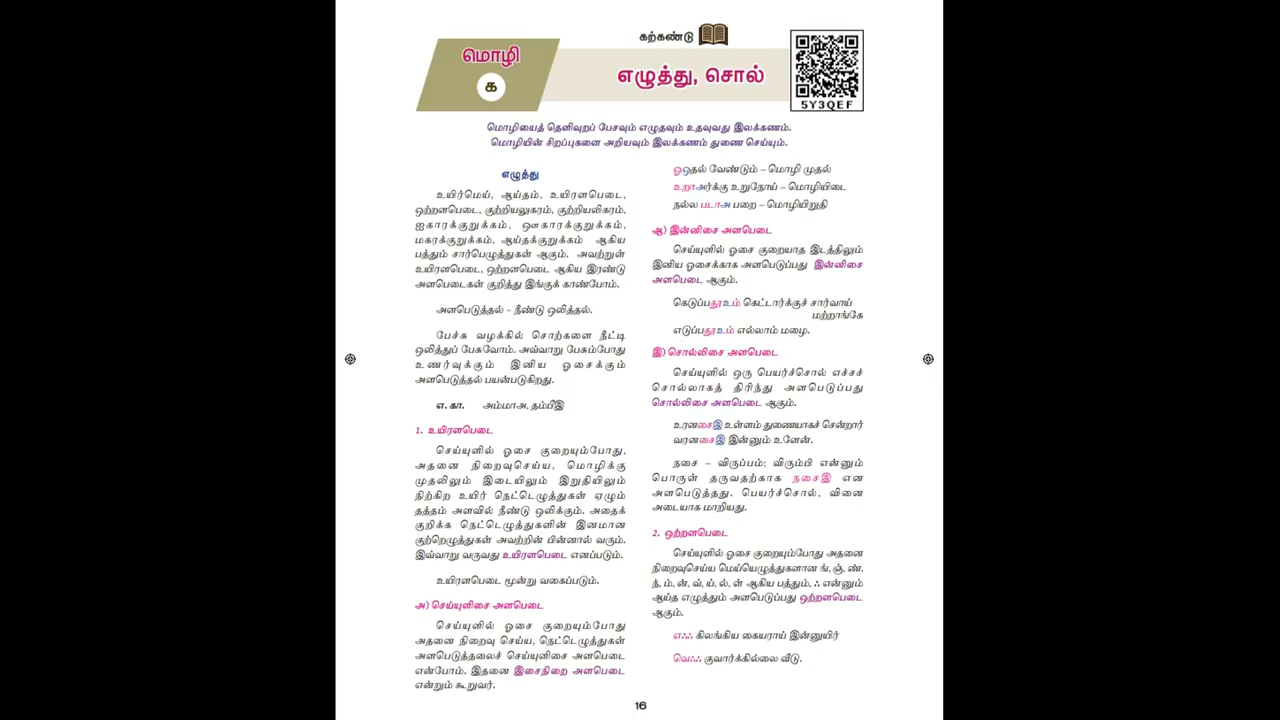 கற்கண்டு
மொழி
௧
எழுத்து, சொல்
5Y3QEF
மொழியைத் தெளிவுறப் பேசவும் எழுதவும் உதவுவது இலக்கணம்.
மொழியின் சிறப்புகளை அறியவும் இலக்கணம் துணை செய்யும்.
எழுத்து
உயிர்மெய், ஆய்தம், உயிரளபெடை,
ஒற்றளபெடை, குற்றியலுகரம், குற்றியலிகரம்,
ஐகாரக்குறுக்கம், ஔகாரக்குறுக்கம்,
மகரக்குறுக்கம், ஆய்தக்குறுக்கம் ஆகிய
பத்தும் சார்பெழுத்துகள் ஆகும். அவற்றுள்
உயிரளபெடை, ஒற்றளபெடை ஆகிய இரண்டு
அளபெடைகள் குறித்து இங்குக் காண்போம்.
அளபெடுத்தல் – நீண்டு ஒலித்தல்.
பேச்சு வழக்கில் சொற்களை நீட்டி
ஒலித்துப் பேசுவோம். அவ்வாறு பேசும்போது
உணர்வுக்கும் இனிய ஓசைக்கும்
அளபெடுத்தல் பயன்படுகிறது.
எ. கா. அம்மாஅ, தம்பீஇ
1. உயிரளபெடை
செய்யுளில் ஓசை குறையும்போது,
அதனை நிறைவுசெய்ய, மொழிக்கு
முதலிலும் இடையிலும் இறுதியிலும்
நிற்கிற உயிர் நெட்டெழுத்துகள் ஏழும்
தத்தம் அளவில் நீண்டு ஒலிக்கும். அதைக்
குறிக்க நெட்டெழுத்துகளின் இனமான
குற்றெழுத்துகள் அவற்றின் பின்னால் வரும்.
இவ்வாறு வருவது உயிரளபெடை எனப்படும்.
உயிரளபெடை மூன்று வகைப்படும்.
அ) செய்யுளிசை அளபெடை
செய்யுளில் ஓசை குறையும்போது
அதனை நிறைவு செய்ய, நெட்டெழுத்துகள்
அளபெடுத்தலைச் செய்யுளிசை அளபெடை
என்போம். இதனை இசைநிறை அளபெடை
என்றும் கூறுவர்.
ஓஒதல் வேண்டும் – மொழி முதல்
உறாஅர்க்கு உறுநோய் – மொழியிடை
நல்ல படாஅ பறை – மொழியிறுதி
ஆ) இன்னிசை அளபெடை
செய்யுளில் ஓசை குறையாத இடத்திலும்
இனிய ஓசைக்காக அளபெடுப்பது இன்னிசை
அளபெடை ஆகும்.
கெடுப்பதூஉம் கெட்டார்க்குச் சார்வாய்
மற்றாங்கே
எடுப்பதூஉம் எல்லாம் மழை.
இ) சொல்லிசை அளபெடை
செய்யுளில் ஒரு பெயர்ச்சொல் எச்சச்
சொல்லாகத் திரிந்து அளபெடுப்பது
சொல்லிசை அளபெடை ஆகும்.
உரனசைஇ உள்ளம் துணையாகச் சென்றார்
வரனசைஇ இன்னும் உளேன்.
நசை – விருப்பம்; விரும்பி என்னும்
பொருள் தருவதற்காக நசைஇ என
அளபெடுத்தது. பெயர்ச்சொல், வினை
அடையாக மாறியது.
2. ஒற்றளபெடை
செய்யுளில் ஓசை குறையும்போது அதனை
நிறைவுசெய்ய மெய்யெழுத்துகளான ங், ஞ், ண்,
ந், ம், ன், வ், ய், ல், ள் ஆகிய பத்தும், ஃ என்னும்
ஆய்த எழுத்தும் அளபெடுப்பது ஒற்றளபெடை
ஆகும்.
எஃஃ கிலங்கிய கையராய் இன்னுயிர்
வெஃஃ குவார்க்கில்லை வீடு.
16